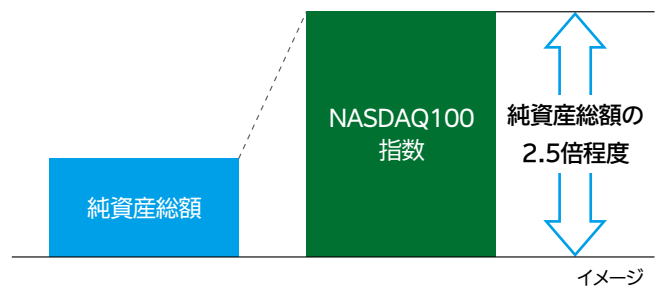 純資産総額
NASDAQ100
指数
純資産総額の
2.5倍程度
イメージ